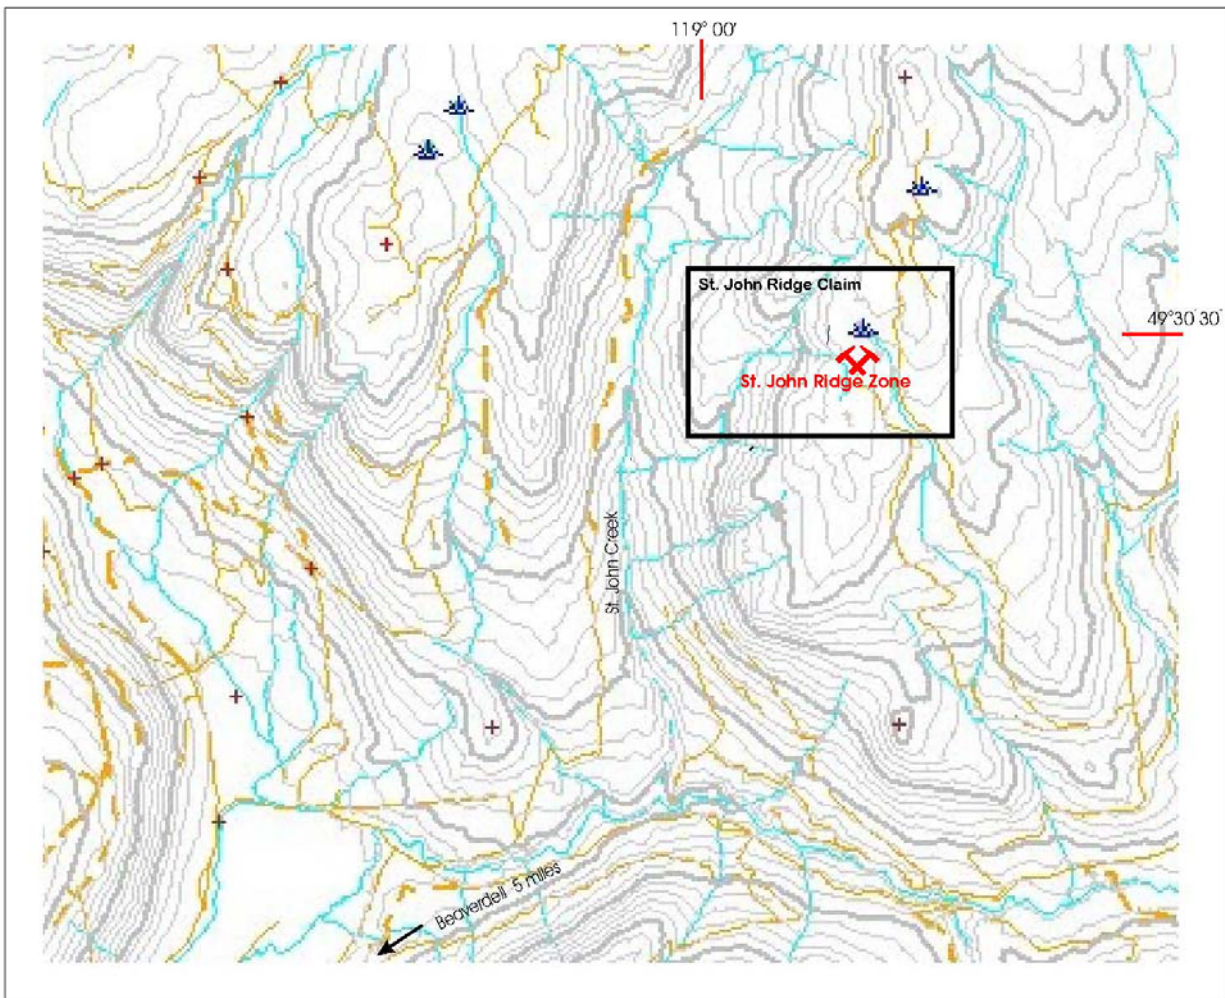 119° 00'
St. John Ridge Claim
49°30 30'
St. John Ridge Zone
St. John Creek
Beaverdell 5 miles